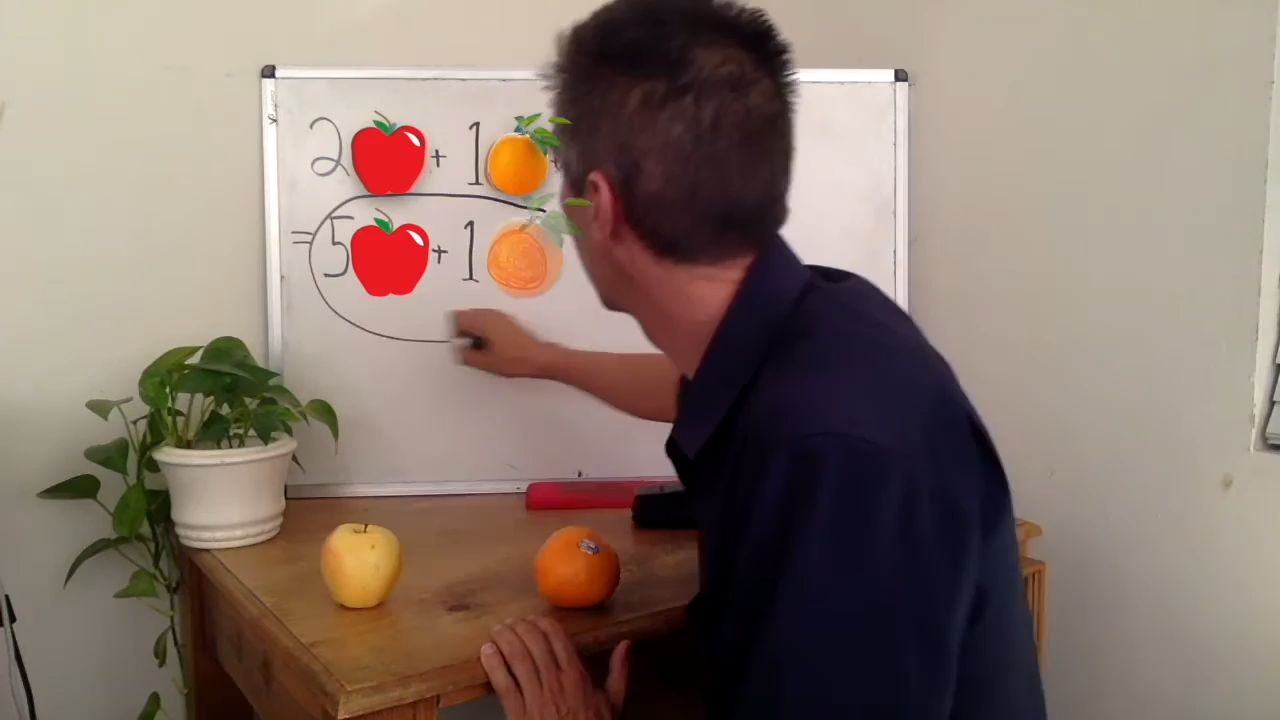 2 + 1 +
= 5 + 1